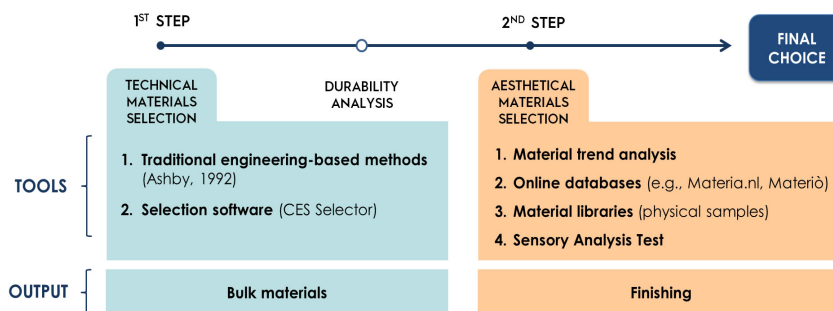 1ST STEP
2ND STEP
FINAL
CHOICE
TECHNICAL
MATERIALS
SELECTION
DURABILITY
ANALYSIS
AESTHETICAL
MATERIALS
SELECTION
TOOLS
1. Traditional engineering-based methods
(Ashby, 1992)
2. Selection software (CES Selector)
1. Material trend analysis
2. Online databases (e.g., Materia.nl, Materiò)
3. Material libraries (physical samples)
4. Sensory Analysis Test
OUTPUT
Bulk materials
Finishing